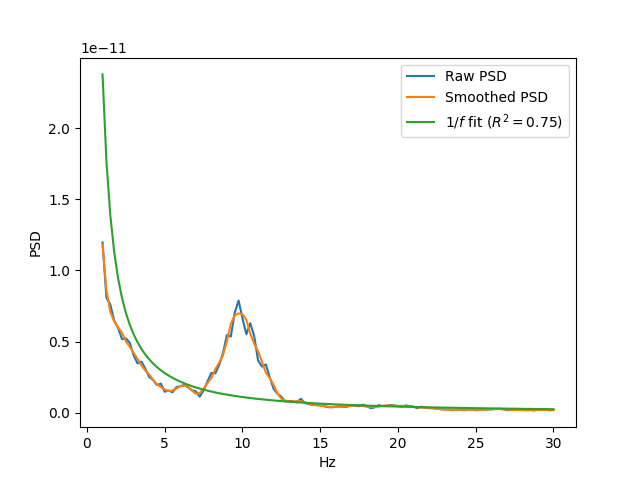 1e−11
2.0
1.5
1.0
0.5
0.0
PSD
0 5 10 15 20 25 30
Hz
Raw PSD
Smoothed PSD
1/f fit (R² = 0.75)